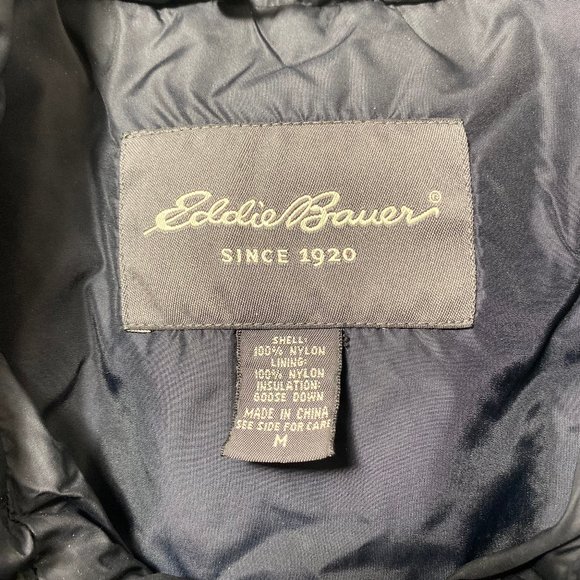 Eddie Bauer®
SINCE 1920
SHELL:
100% NYLON
LINING:
100% NYLON
INSULATION:
GOOSE DOWN
MADE IN CHINA
SEE SIDE FOR CARE
M